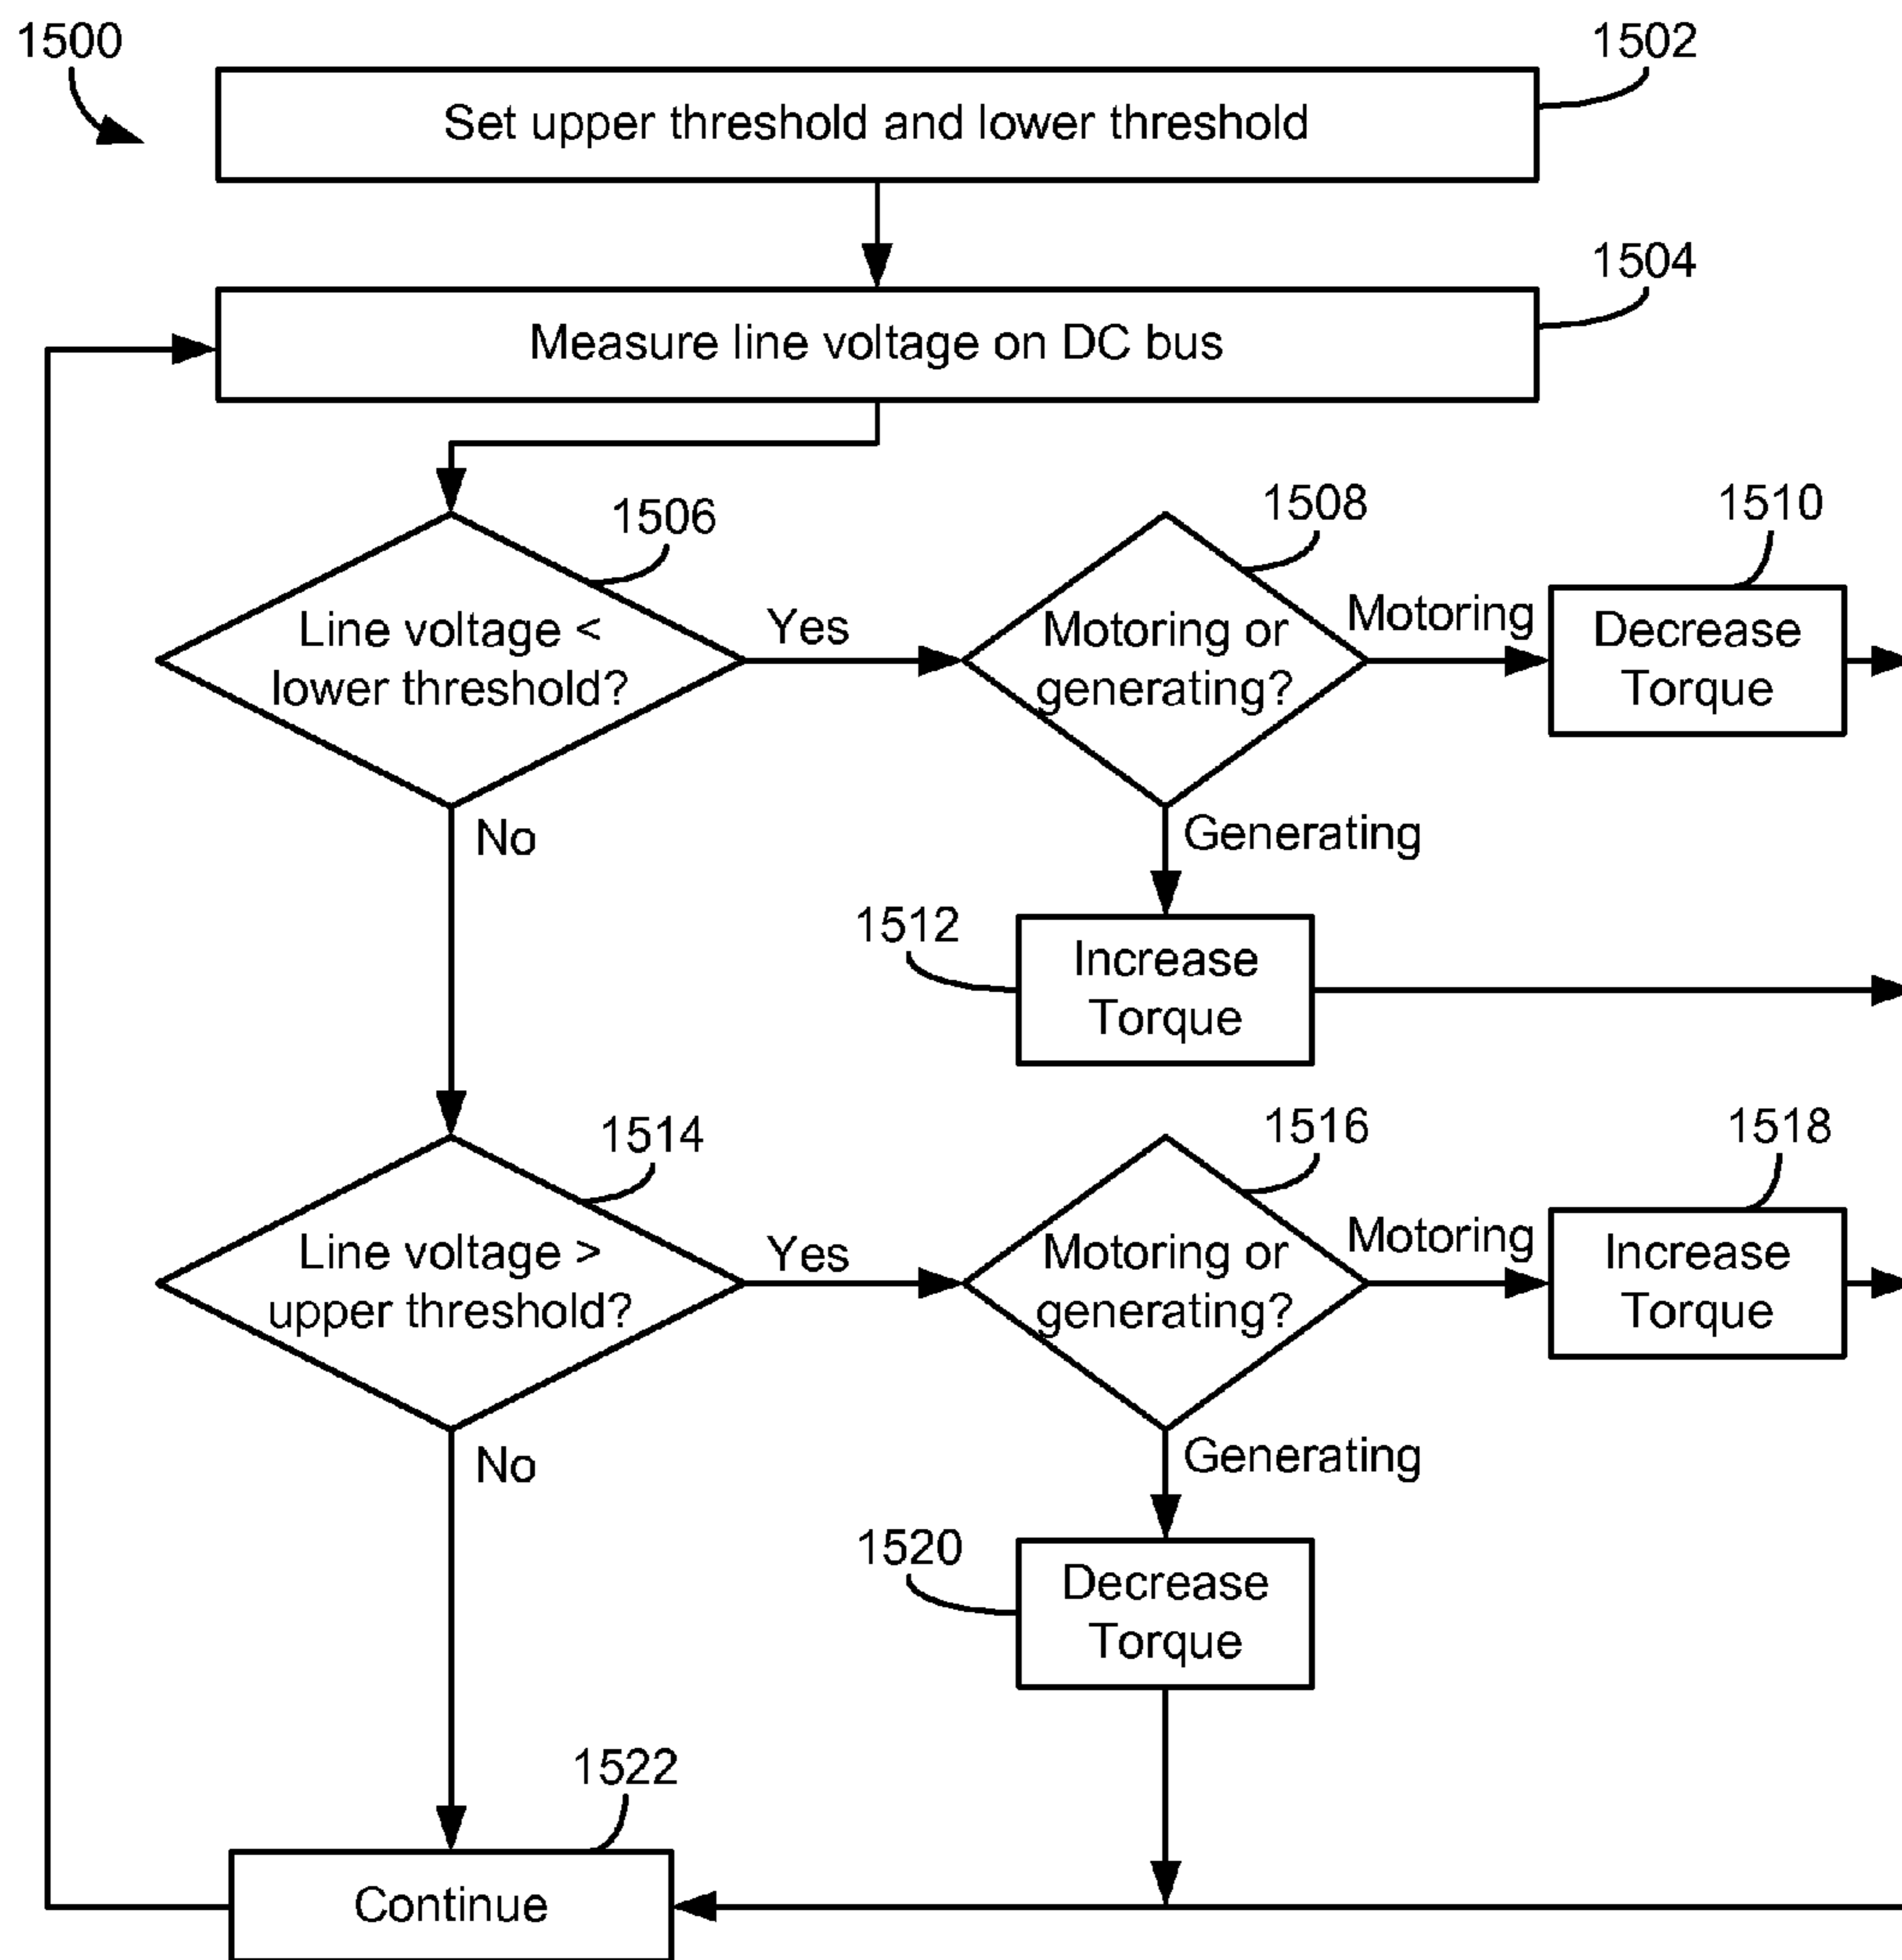 1500
1502
Set upper threshold and lower threshold
1504
Measure line voltage on DC bus
1506
Line voltage <
lower threshold?
Yes
No
1508
Motoring or
generating?
Motoring
Generating
1510
Decrease
Torque
1512
Increase
Torque
1514
Line voltage >
upper threshold?
Yes
No
1516
Motoring or
generating?
Motoring
Generating
1518
Increase
Torque
1520
Decrease
Torque
1522
Continue